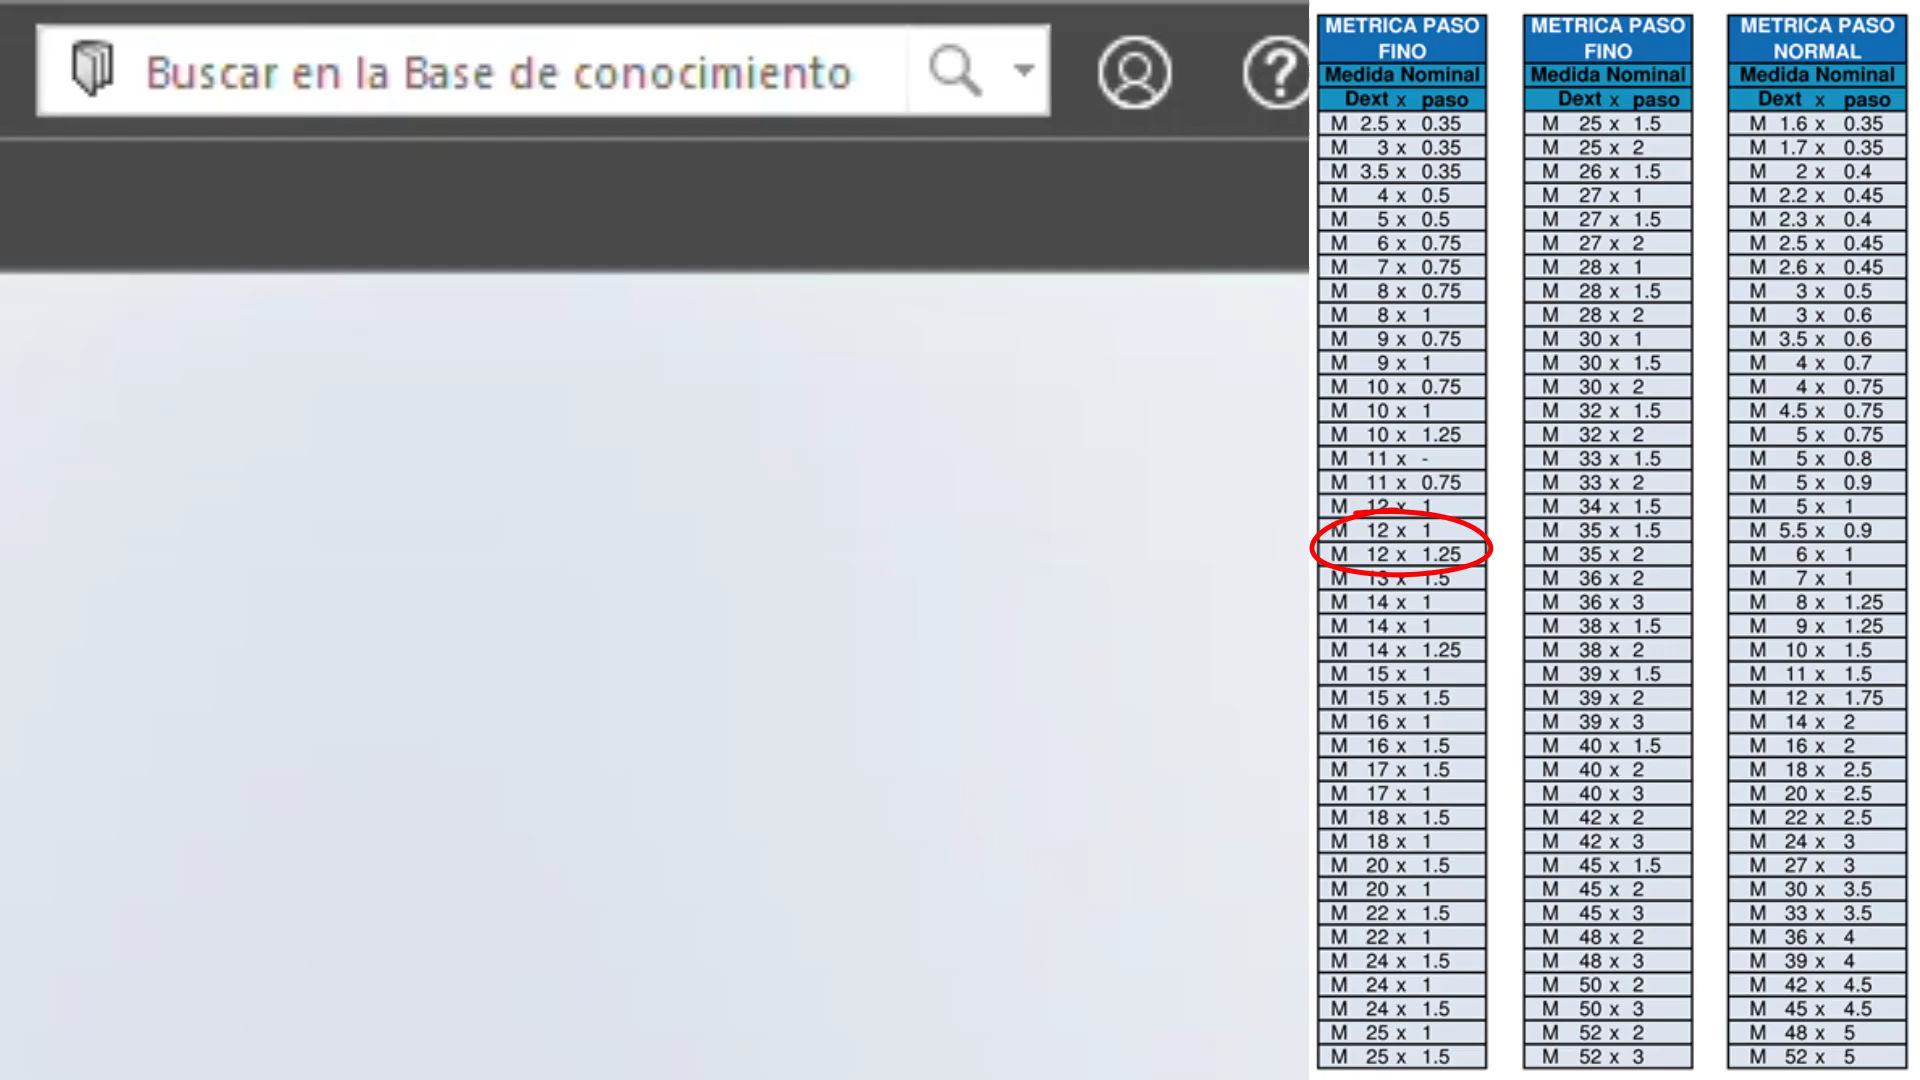 Buscar en la Base de conocimiento
METRICA PASO
FINO
Medida Nominal
Dext x paso
M 2.5 x 0.35
M 3 x 0.35
M 3.5 x 0.35
M 4 x 0.5
M 5 x 0.5
M 6 x 0.75
M 7 x 0.75
M 8 x 0.75
M 8 x 1
M 9 x 0.75
M 9 x 1
M 10 x 0.75
M 10 x 1
M 10 x 1.25
M 11 x -
M 11 x 0.75
M 12 x 1
M 12 x 1
M 12 x 1.25
M 13 x 1.5
M 14 x 1
M 14 x 1
M 14 x 1.25
M 15 x 1
M 15 x 1.5
M 16 x 1
M 16 x 1.5
M 17 x 1.5
M 17 x 1
M 18 x 1.5
M 18 x 1
M 20 x 1.5
M 20 x 1
M 22 x 1.5
M 22 x 1
M 24 x 1.5
M 24 x 1
M 24 x 1.5
M 25 x 1
M 25 x 1.5
METRICA PASO
FINO
Medida Nominal
Dext x paso
M 25 x 1.5
M 25 x 2
M 26 x 1.5
M 27 x 1
M 27 x 1.5
M 27 x 2
M 28 x 1
M 28 x 1.5
M 28 x 2
M 30 x 1
M 30 x 1.5
M 30 x 2
M 32 x 1.5
M 32 x 2
M 33 x 1.5
M 33 x 2
M 34 x 1.5
M 35 x 1.5
M 35 x 2
M 36 x 2
M 36 x 3
M 38 x 1.5
M 38 x 2
M 39 x 1.5
M 39 x 2
M 39 x 3
M 40 x 1.5
M 40 x 2
M 40 x 3
M 42 x 2
M 42 x 3
M 45 x 1.5
M 45 x 2
M 45 x 3
M 48 x 2
M 48 x 3
M 50 x 2
M 50 x 3
M 52 x 2
M 52 x 3
METRICA PASO
NORMAL
Medida Nominal
Dext x paso
M 1.6 x 0.35
M 1.7 x 0.35
M 2 x 0.4
M 2.2 x 0.45
M 2.3 x 0.4
M 2.5 x 0.45
M 2.6 x 0.45
M 3 x 0.5
M 3 x 0.6
M 3.5 x 0.6
M 4 x 0.7
M 4 x 0.75
M 4.5 x 0.75
M 5 x 0.75
M 5 x 0.8
M 5 x 0.9
M 5 x 1
M 5.5 x 0.9
M 6 x 1
M 7 x 1
M 8 x 1.25
M 9 x 1.25
M 10 x 1.5
M 11 x 1.5
M 12 x 1.75
M 14 x 2
M 16 x 2
M 18 x 2.5
M 20 x 2.5
M 22 x 2.5
M 24 x 3
M 27 x 3
M 30 x 3.5
M 33 x 3.5
M 36 x 4
M 39 x 4
M 42 x 4.5
M 45 x 4.5
M 48 x 5
M 52 x 5